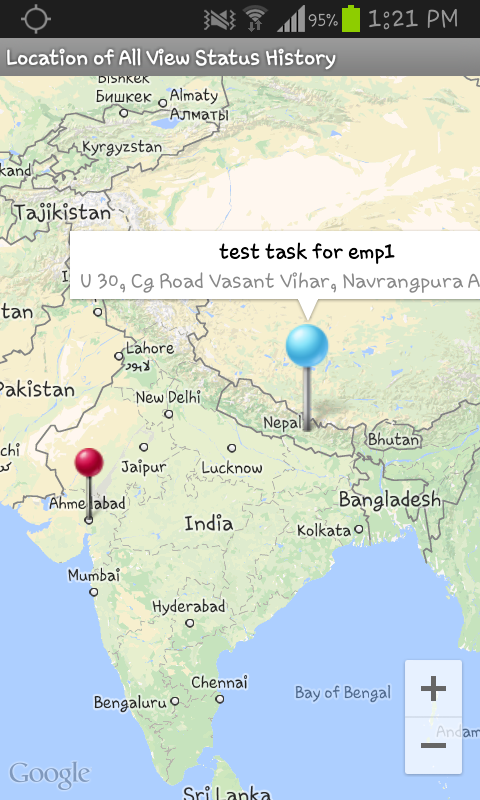 95% 1:21 PM
Location of All View Status History
Bishkek
Бишкек
Almaty
Алматы
Kyrgyzstan
kand
Tajikistan
test task for emp1
U 30, Cg Road Vasant Vihar, Navrangpura A
I
tan
Lahore
لاہور
Pakistan
New Delhi
Nepal
Bhutan
chi
Jaipur
Lucknow
Ahmedabad
Bangladesh
India
Kolkata
Mumbai
Hyderabad
Chennai
Bengaluru
Bay of Bengal
+
Andam
−
Google
Sri Lanka